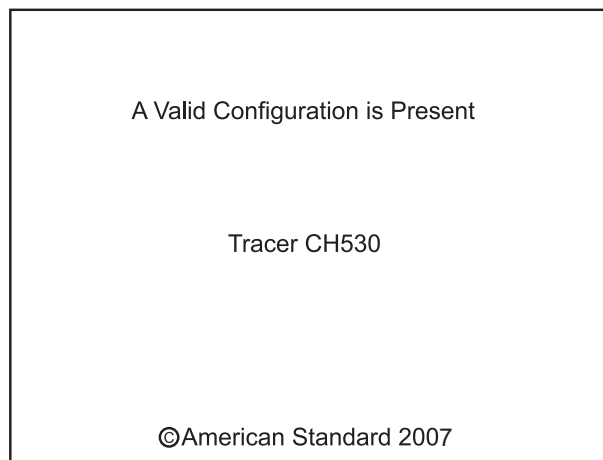 A Valid Configuration is Present
Tracer CH530
©American Standard 2007